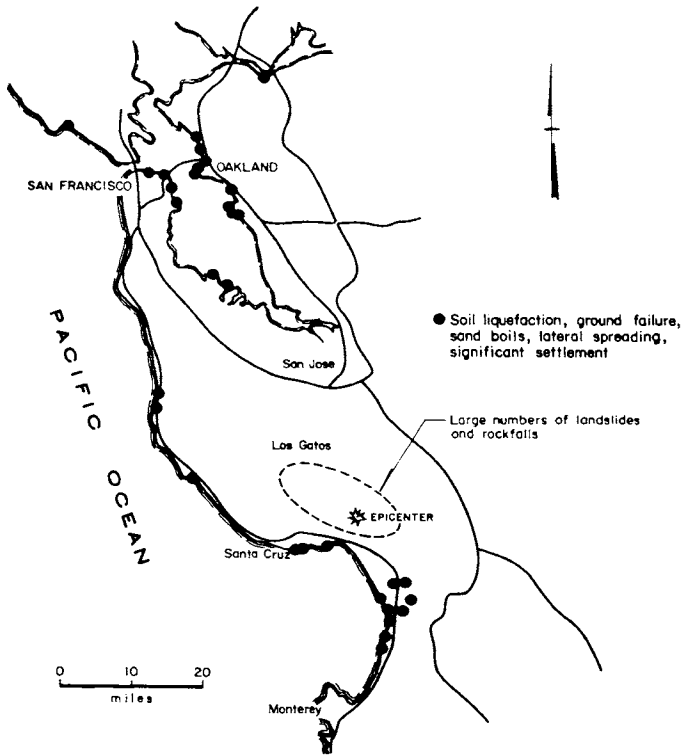 OAKLAND
SAN FRANCISCO
PACIFIC OCEAN
Soil liquefaction, ground failure,
sand boils, lateral spreading,
significant settlement
San Jose
Large numbers of landslides
and rockfalls
Los Gatos
EPICENTER
Santa Cruz
0 10 20
miles
Monterey